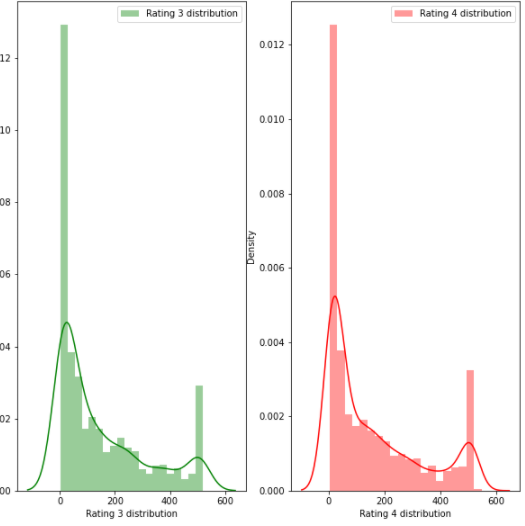 Rating 3 distribution
Rating 4 distribution
12
10
08
06
04
02
00
0.012
0.010
0.008
0.006
0.004
0.002
0.000
Density
0 200 400 600
0 200 400 600
Rating 3 distribution
Rating 4 distribution